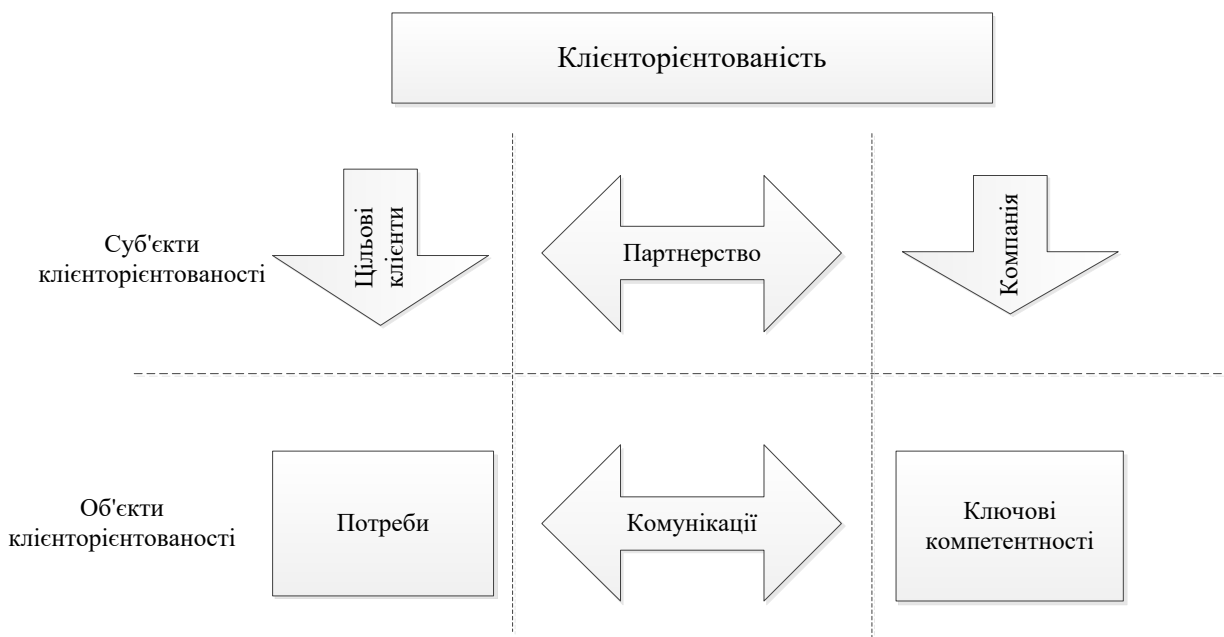 Клієнторієнтованість
Суб'єкти
клієнторієнтованості
Цільові
клієнти
Партнерство
Компанія
Об'єкти
клієнторієнтованості
Потреби
Комунікації
Ключові
компетентності